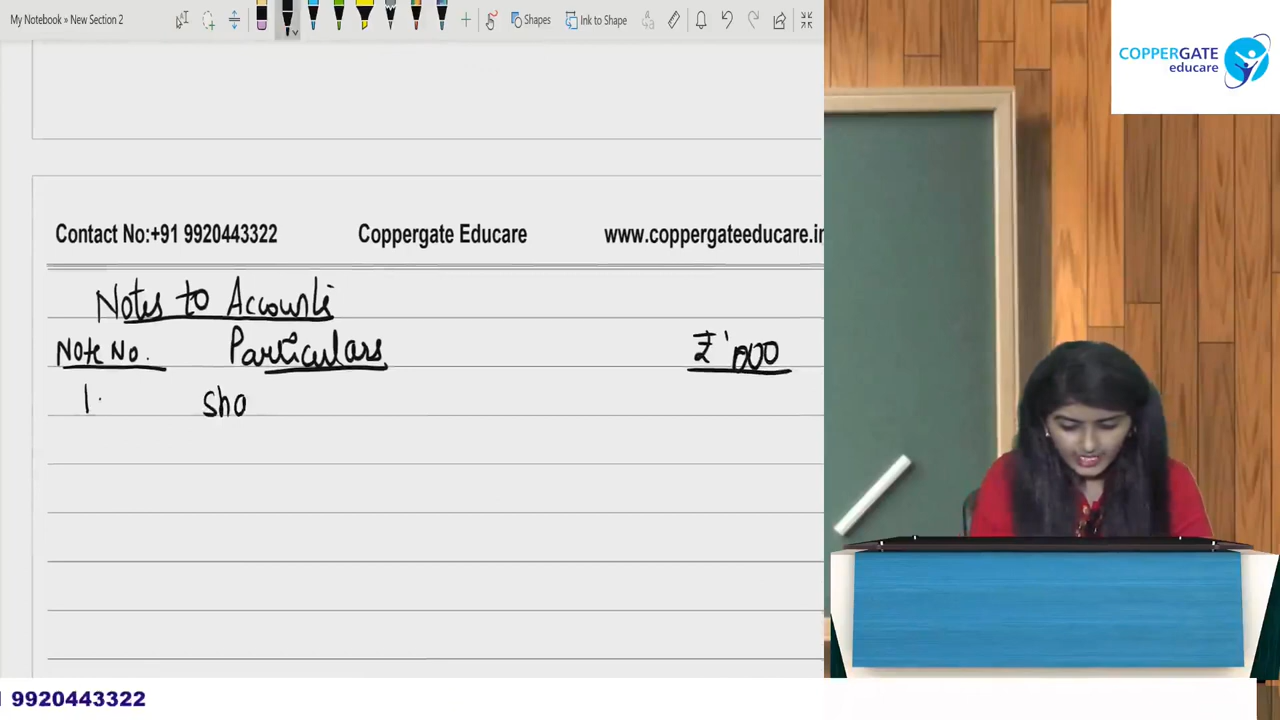 My Notebook » New Section 2
Shapes
Ink to Shape
COPPERGATE
educare
Contact No:+91 9920443322 Coppergate Educare www.coppergateeducare.in
Notes to Accounts
Note No. Particulars ₹'000
1. Sha
9920443322